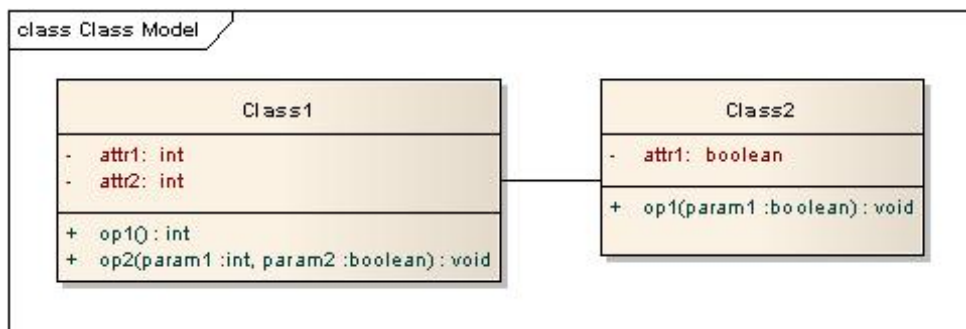 class Class Model
Class1
- attr1: int
- attr2: int
+ op1() : int
+ op2(param1 :int, param2 :boolean) : void
Class2
- attr1: boolean
+ op1(param1 :boolean) : void